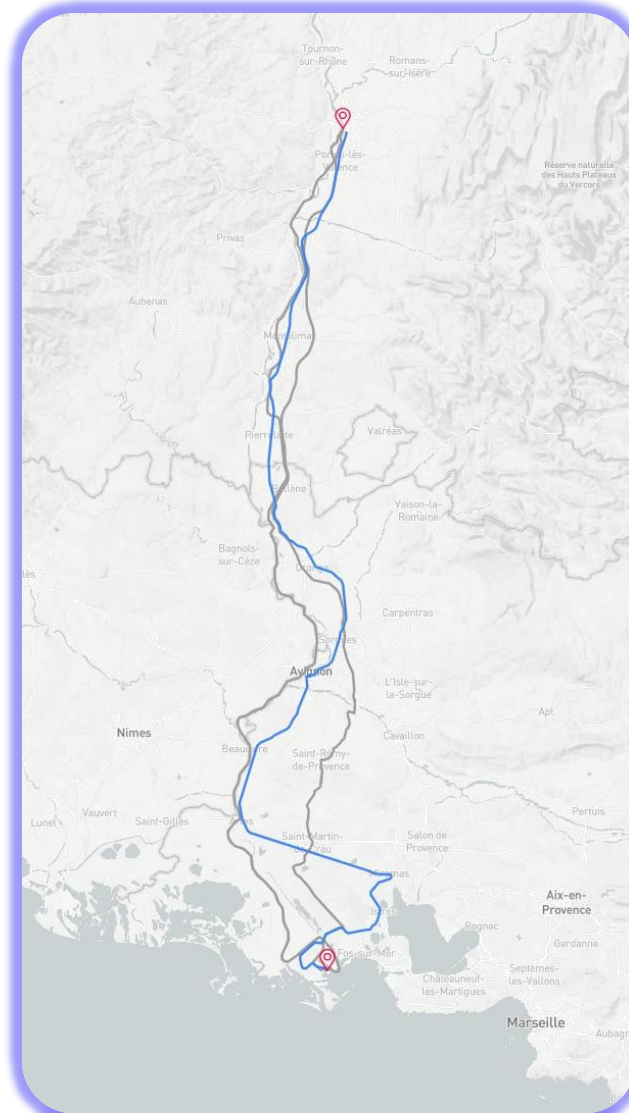 Tournon-
sur-Rhône
Romans-
sur-Isère
Portes-lès-
Valence
Réserve naturelle
des Hauts Plateaux
du Vercors
Privas
Aubenas
Montélimar
Pierrelatte
Valréas
Bollène
Vaison-la-
Romaine
Bagnols-
sur-Cèze
Orange
Carpentras
Sorgues
Avignon
L'Isle-sur-
la-Sorgue
Apt
Nîmes
Cavaillon
Beaucaire
Saint-Rémy-
de-Provence
Pertuis
Lunel
Vauvert
Saint-Gilles
Saint-Martin-
de-Crau
Salon de
Provence
Miramas
Aix-en-
Provence
Istres
Rognac
Gardanne
Fos-sur-Mer
Châteauneuf-
les-Martigues
Septèmes-
les-Vallons
Marseille
Aubagn